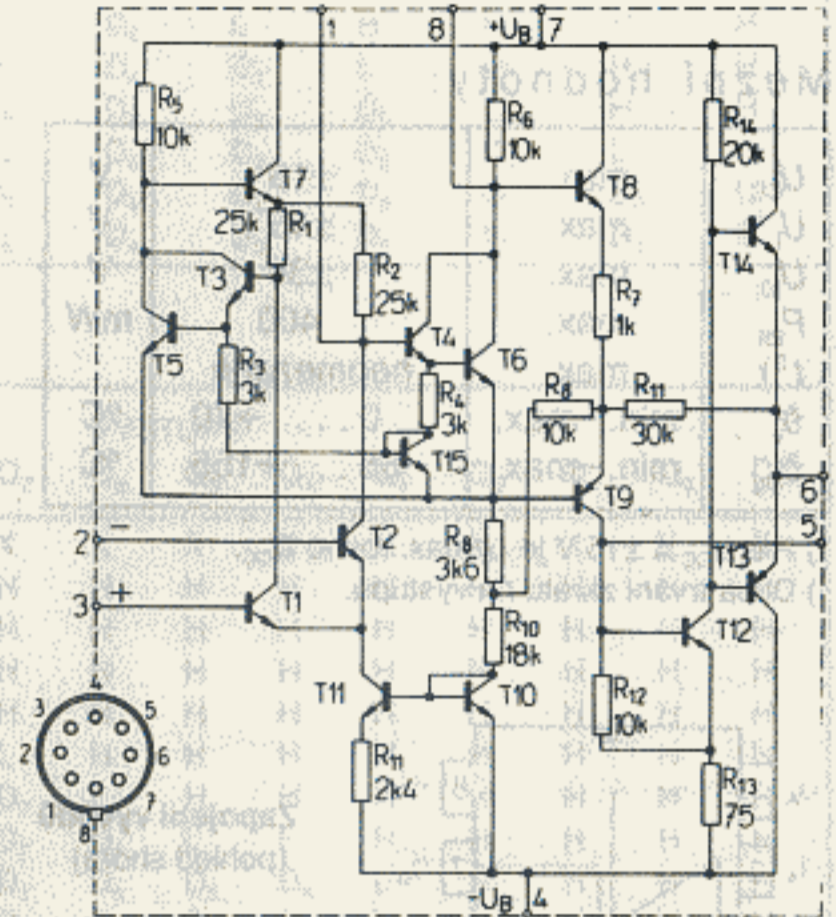 1
8
+U_B
7
R5
10k
R6
10k
R14
20k
T7
T8
25k
R1
T14
T3
R2
25k
R7
1k
T4
T5
R3
3k
T6
R4
3k
R8
10k
R11
30k
T15
T9
6
2
−
T2
R8
3k6
5
T13
3
+
T1
R10
18k
T12
T11
T10
R12
10k
R11
2k4
R13
75
-U_B
4
4
3
5
2
6
1
7
8